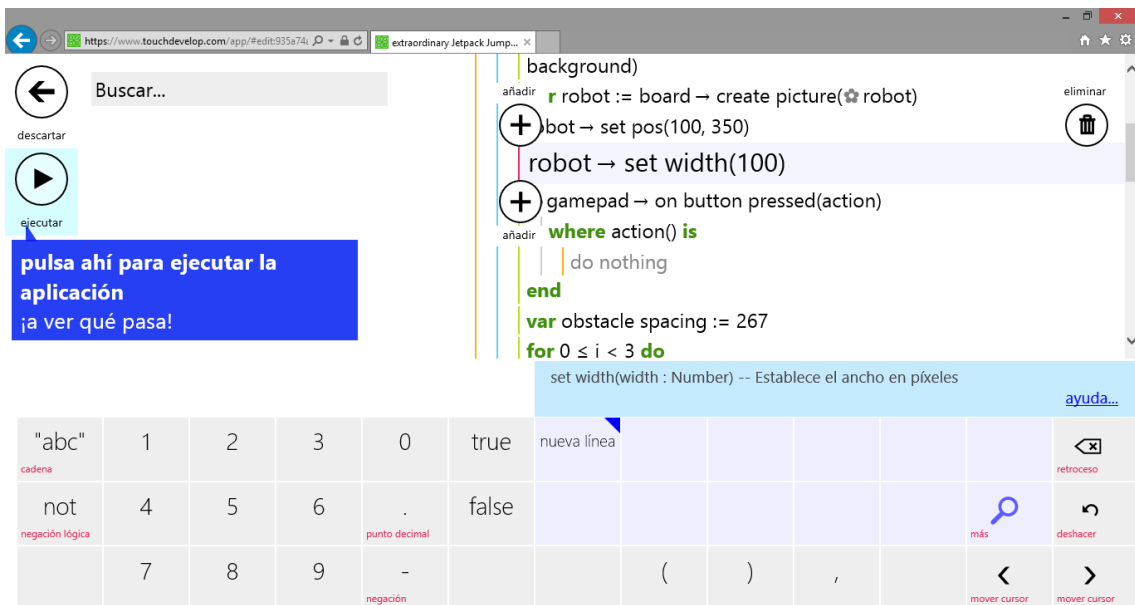 https://www.touchdevelop.com/app/#edit:935a74
extraordinary Jetpack Jump...
descartar
Buscar...
ejecutar
pulsa ahí para ejecutar la
aplicación
¡a ver qué pasa!
background)
añadir
r robot := board → create picture(✿ robot)
eliminar
bot → set pos(100, 350)
robot → set width(100)
gamepad → on button pressed(action)
añadir
where action() is
do nothing
end
var obstacle spacing := 267
for 0 ≤ i < 3 do
set width(width : Number) -- Establece el ancho en píxeles
ayuda...
"abc" 1 2 3 0 true nueva línea
cadena retroceso
not 4 5 6 . false
negación lógica punto decimal más deshacer
7 8 9 - ( ) ,
negación mover cursor mover cursor